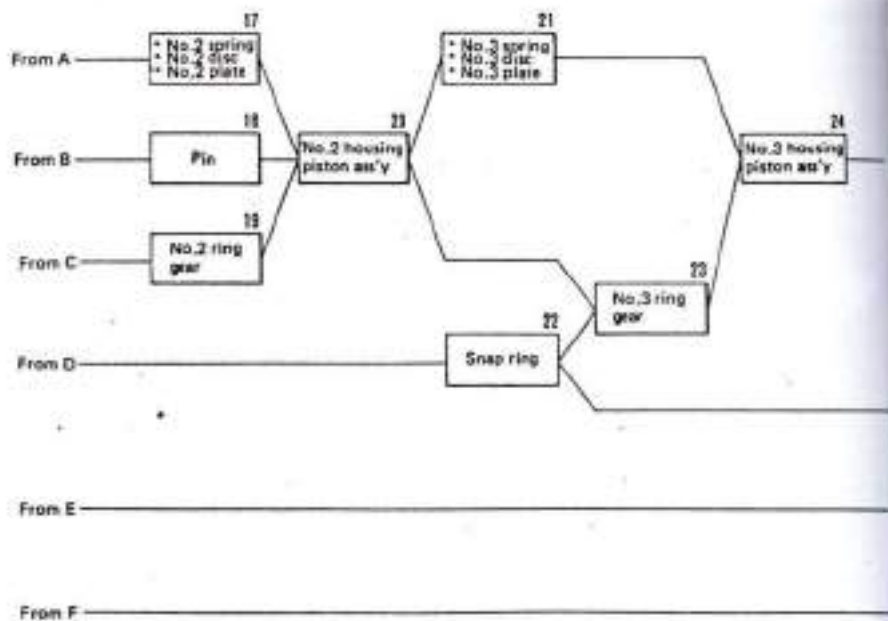 17
21
From A
* No.2 spring
* No.2 disc
* No.2 plate
* No.3 spring
* No.3 disc
* No.3 plate
18
23
24
From B
Pin
No.2 housing
piston ass'y
No.3 housing
piston ass'y
19
From C
No.2 ring
gear
23
No.3 ring
gear
22
From D
Snap ring
From E
From F